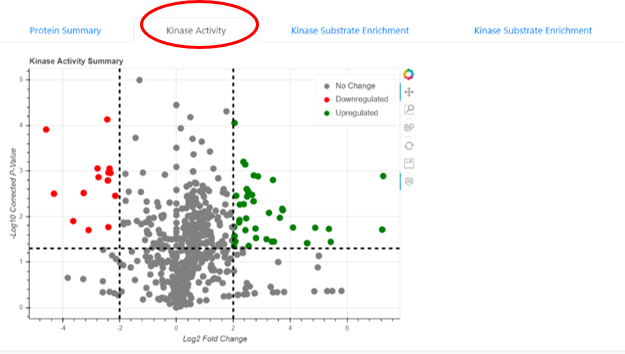 Protein Summary
Kinase Activity
Kinase Substrate Enrichment
Kinase Substrate Enrichment
Kinase Activity Summary
No Change
Downregulated
Upregulated
-Log10 Corrected P-Value
5
4
3
2
1
0
-4
-2
0
2
4
6
Log2 Fold Change